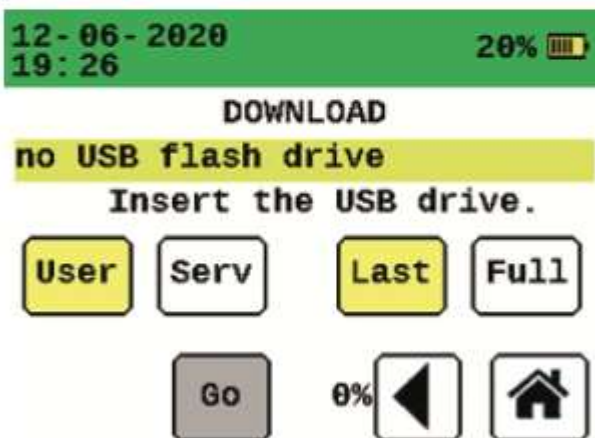 12-06-2020
19:26
20%
DOWNLOAD
no USB flash drive
Insert the USB drive.
User Serv Last Full
Go 0%